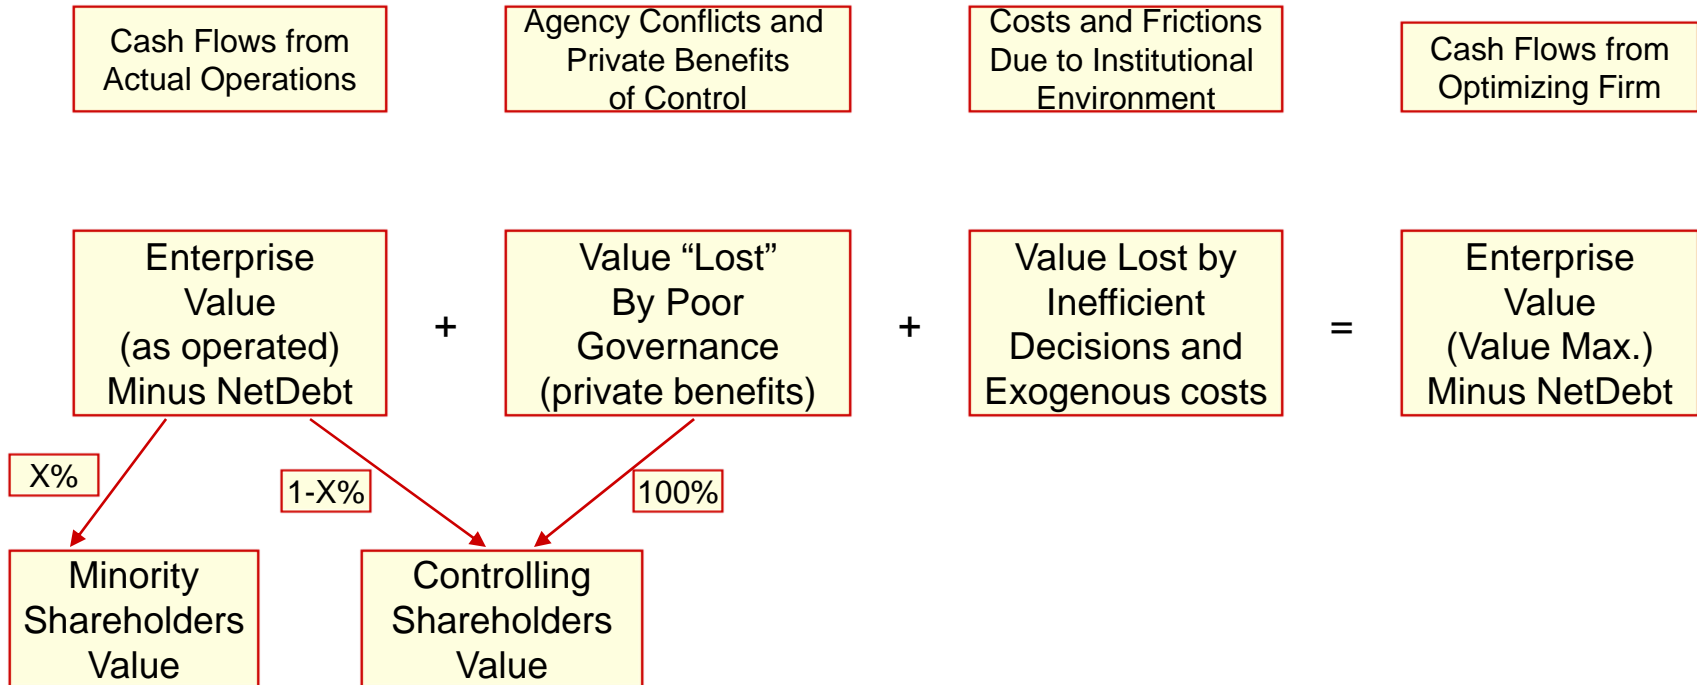 Cash Flows from
Actual Operations
Agency Conflicts and
Private Benefits
of Control
Costs and Frictions
Due to Institutional
Environment
Cash Flows from
Optimizing Firm
Enterprise
Value
(as operated)
Minus NetDebt
+
Value “Lost”
By Poor
Governance
(private benefits)
+
Value Lost by
Inefficient
Decisions and
Exogenous costs
=
Enterprise
Value
(Value Max.)
Minus NetDebt
X%
1-X%
100%
Minority
Shareholders
Value
Controlling
Shareholders
Value